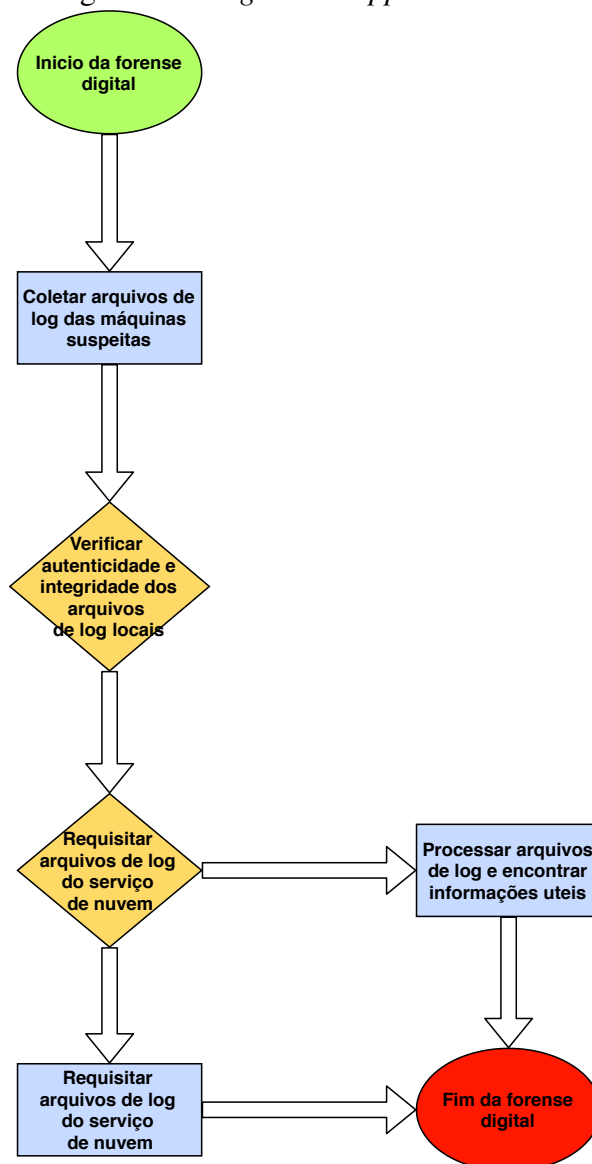 Inicio da forense
digital
Coletar arquivos de
log das máquinas
suspeitas
Verificar
autenticidade e
integridade dos
arquivos
de log locais
Requisitar
arquivos de log
do serviço
de nuvem
Processar arquivos
de log e encontrar
informações uteis
Requisitar
arquivos de log
do serviço
de nuvem
Fim da forense
digital